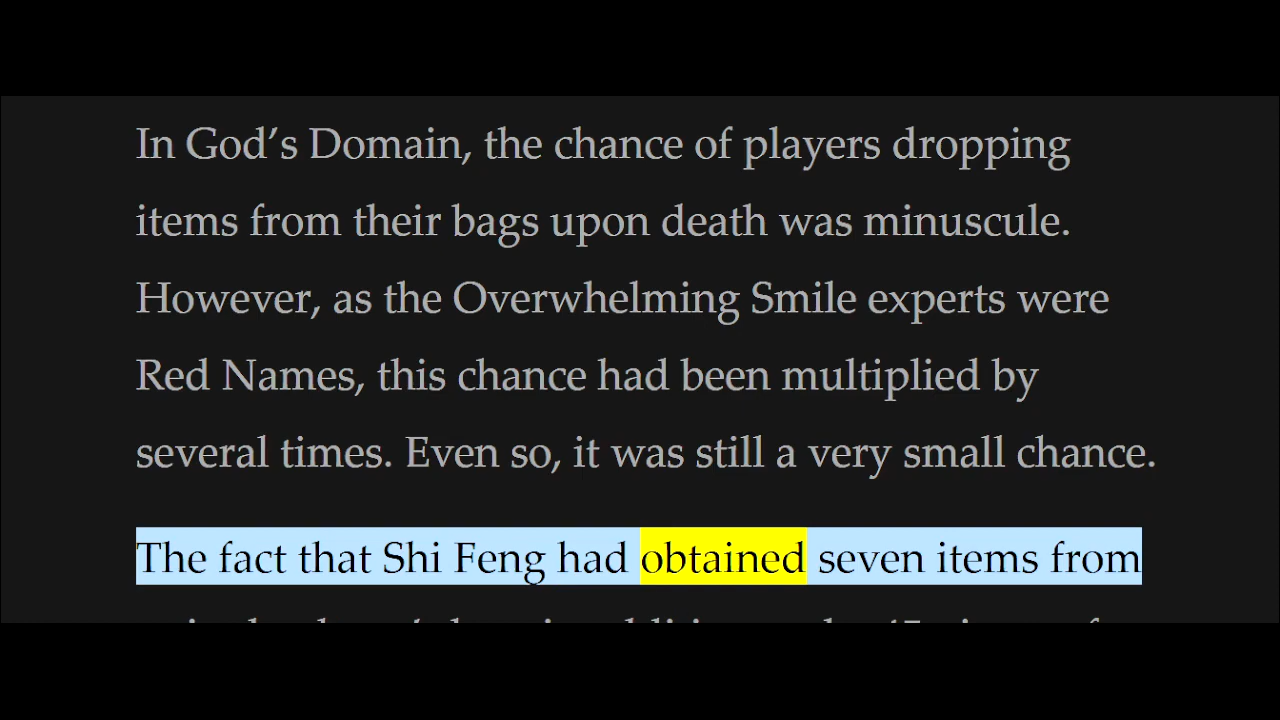 In God’s Domain, the chance of players dropping
items from their bags upon death was minuscule.
However, as the Overwhelming Smile experts were
Red Names, this chance had been multiplied by
several times. Even so, it was still a very small chance.
The fact that Shi Feng had obtained seven items from